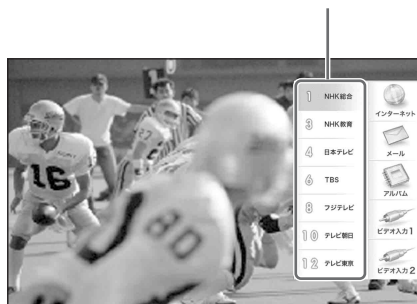 1 NHK総合
3 NHK教育
4 日本テレビ
6 TBS
8 フジテレビ
10 テレビ朝日
12 テレビ東京
インターネット
メール
アルバム
ビデオ入力1
ビデオ入力2
16
27
80